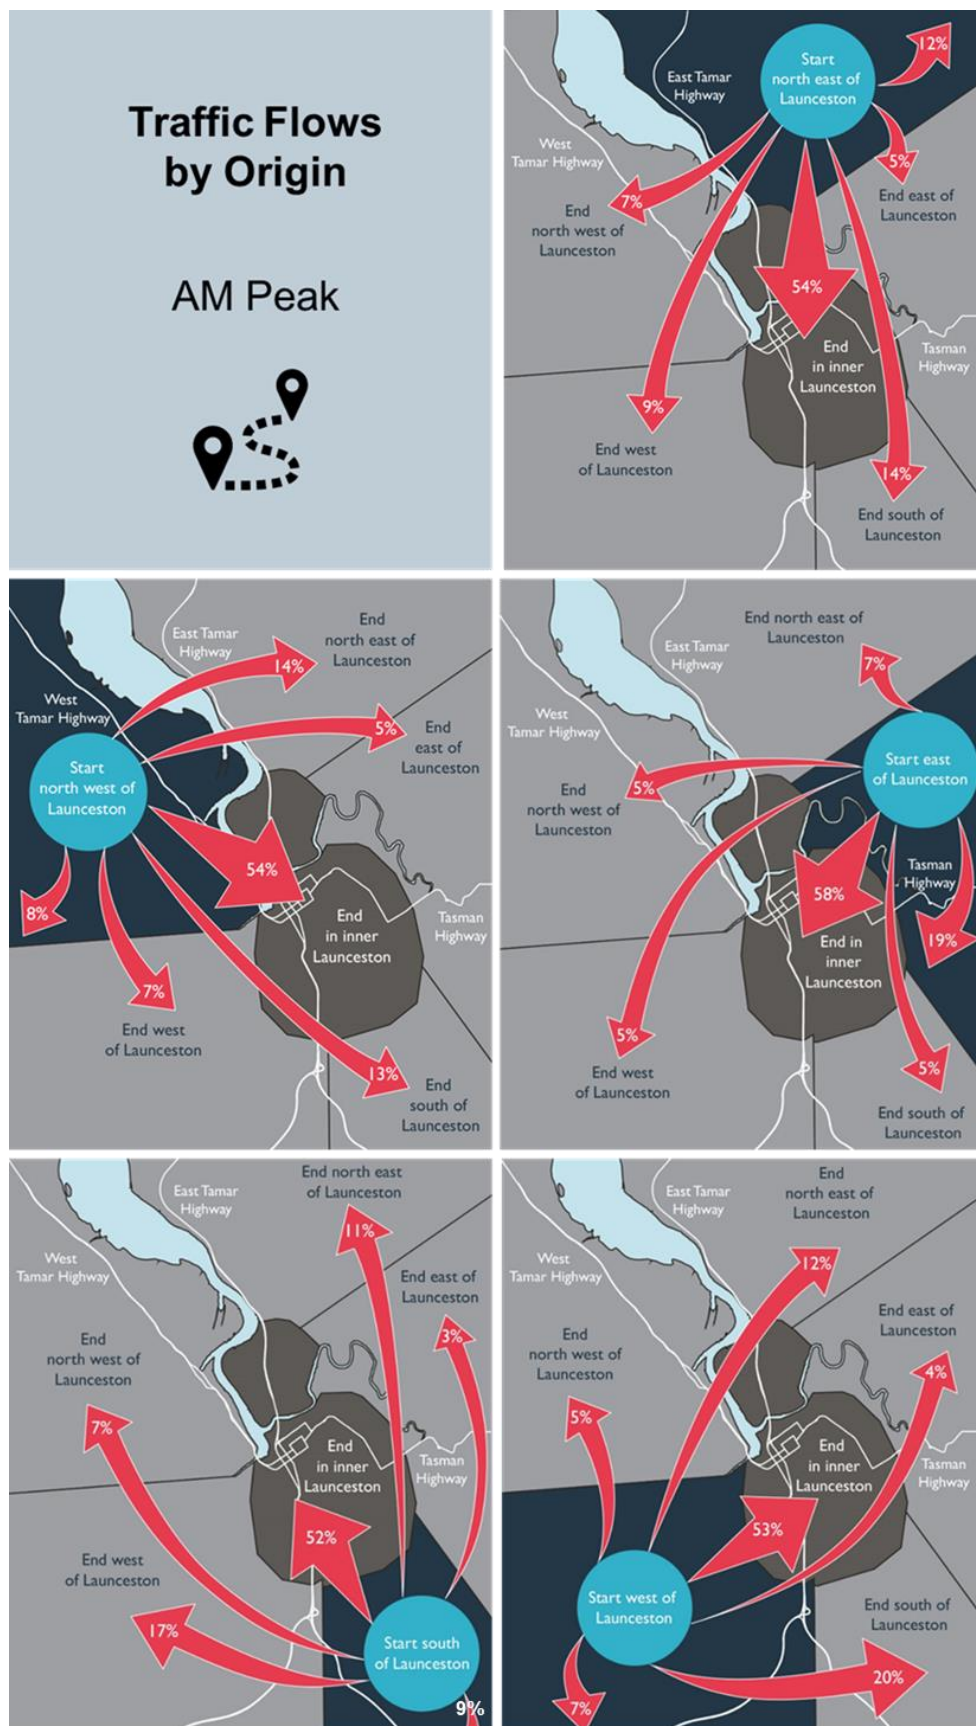 Traffic Flows
by Origin
AM Peak
Start
north east of
Launceston
12%
East Tamar
Highway
West
Tamar Highway
5%
End east of
Launceston
7%
End
north west of
Launceston
54%
End
in inner
Launceston
Tasman
Highway
9%
End west
of Launceston
14%
End south of
Launceston
End
north east of
Launceston
East Tamar
Highway
14%
West
Tamar Highway
5%
End
east of
Launceston
Start
north west of
Launceston
54%
8%
End
in inner
Launceston
Tasman
Highway
7%
End west
of Launceston
13%
End
south of
Launceston
End north east
of Launceston
East Tamar
Highway
7%
West
Tamar Highway
Start east
of Launceston
5%
End
north west of
Launceston
58%
Tasman
Highway
19%
End in
inner
Launceston
5%
End west
of Launceston
5%
End south of
Launceston
End north east
of Launceston
East Tamar
Highway
11%
West
Tamar Highway
End east of
Launceston
3%
End
north west of
Launceston
7%
End
in inner
Launceston
Tasman
Highway
52%
End west
of Launceston
17%
Start south
of Launceston
9%
End
north east of
Launceston
East Tamar
Highway
West
Tamar Highway
12%
End east of
Launceston
End
north west of
Launceston
4%
5%
End
in inner
Launceston
Tasman
Highway
53%
Start west of
Launceston
End south of
Launceston
20%
7%